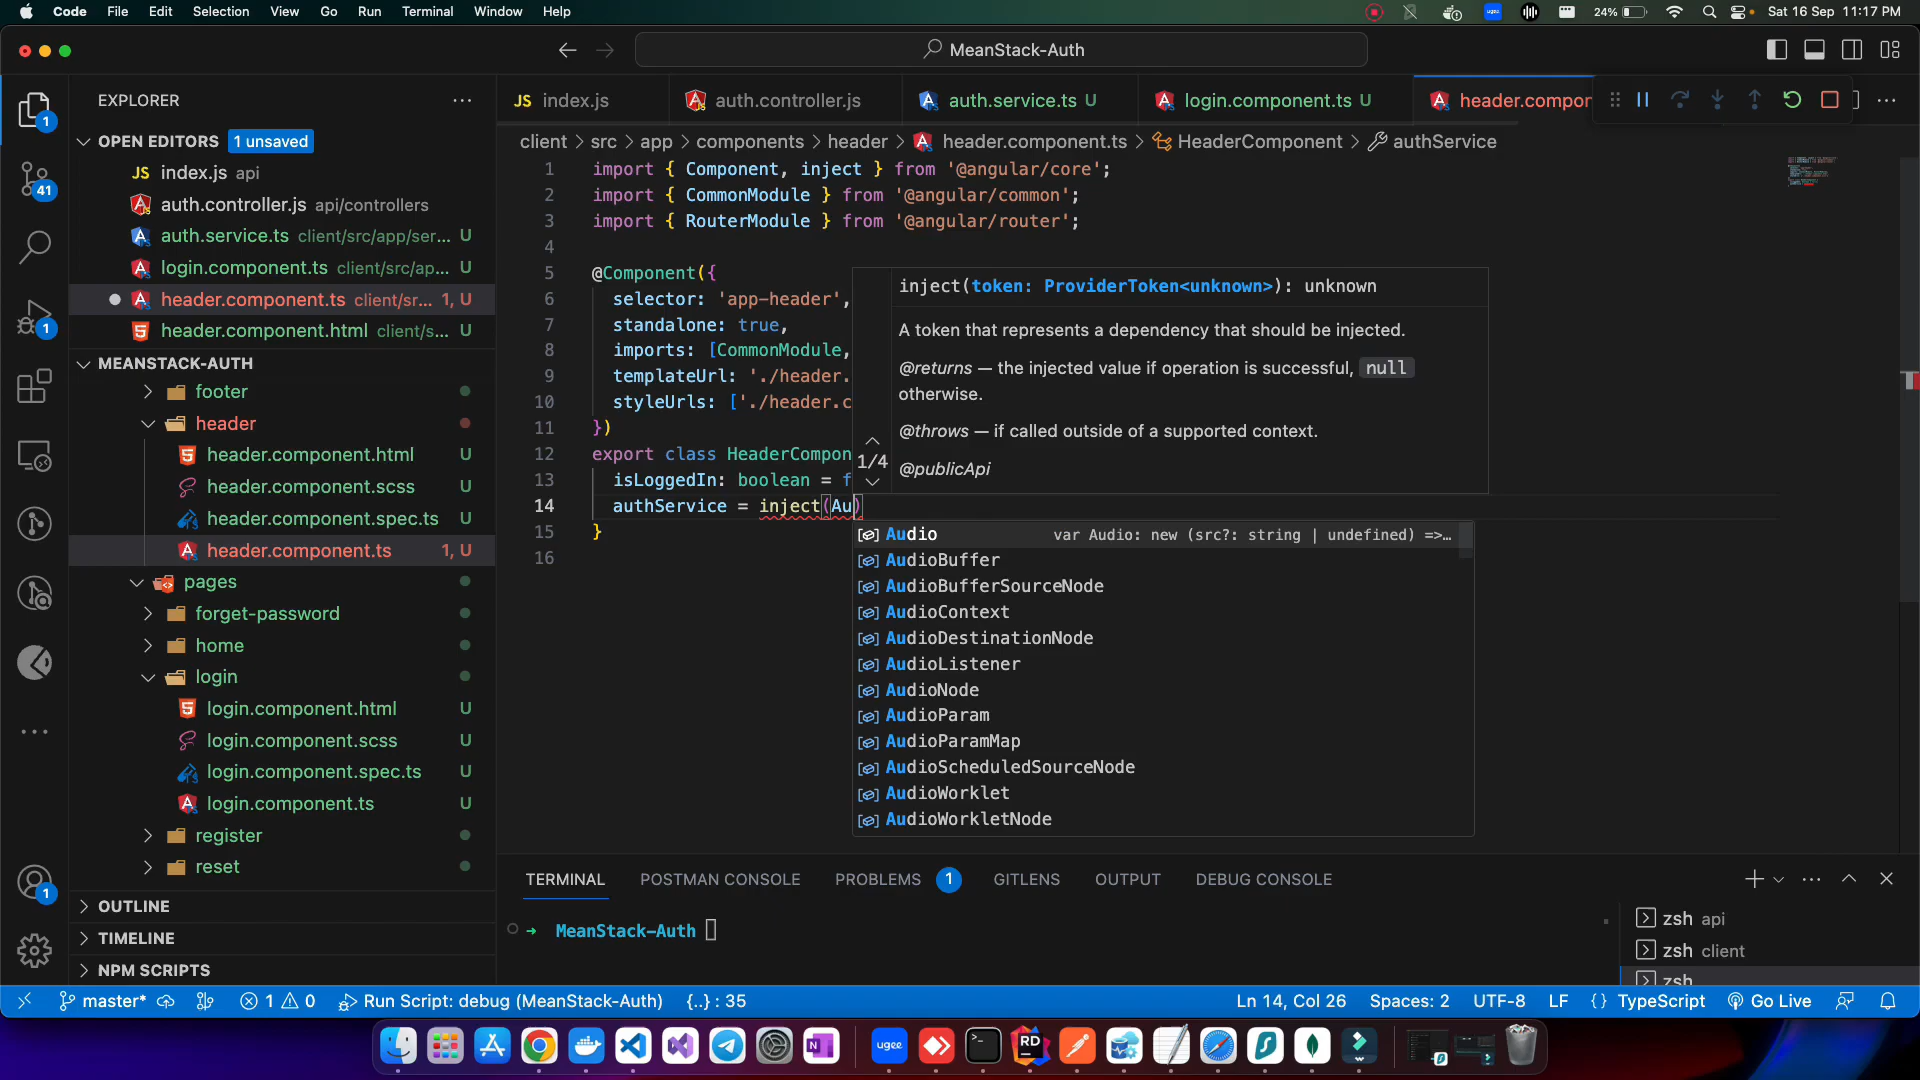 Code File Edit Selection View Go Run Terminal Window Help
24% Sat 16 Sep 11:17 PM
MeanStack-Auth
EXPLORER
OPEN EDITORS 1 unsaved
JS index.js api
auth.controller.js api/controllers
auth.service.ts client/src/app/ser... U
login.component.ts client/src/ap... U
header.component.ts client/sr... 1, U
header.component.html client/s... U
MEANSTACK-AUTH
footer
header
header.component.html U
header.component.scss U
header.component.spec.ts U
header.component.ts 1, U
pages
forget-password
home
login
login.component.html U
login.component.scss U
login.component.spec.ts U
login.component.ts U
register
reset
OUTLINE
TIMELINE
NPM SCRIPTS
1
41
1
1
JS index.js
auth.controller.js
auth.service.ts U
login.component.ts U
header.compon
client > src > app > components > header > header.component.ts > HeaderComponent > authService
1 import { Component, inject } from '@angular/core';
2 import { CommonModule } from '@angular/common';
3 import { RouterModule } from '@angular/router';
4
5 @Component({
6 selector: 'app-header',
7 standalone: true,
8 imports: [CommonModule,
9 templateUrl: './header.
10 styleUrls: ['./header.c
11 })
12 export class HeaderCompon
13 isLoggedIn: boolean = f
14 authService = inject(Au)
15 }
16
inject(token: ProviderToken<unknown>): unknown
A token that represents a dependency that should be injected.
@returns — the injected value if operation is successful, null
otherwise.
@throws — if called outside of a supported context.
1/4
@publicApi
Audio var Audio: new (src?: string | undefined) =>…
AudioBuffer
AudioBufferSourceNode
AudioContext
AudioDestinationNode
AudioListener
AudioNode
AudioParam
AudioParamMap
AudioScheduledSourceNode
AudioWorklet
AudioWorkletNode
TERMINAL POSTMAN CONSOLE PROBLEMS 1 GITLENS OUTPUT DEBUG CONSOLE
→ MeanStack-Auth
zsh api
zsh client
zsh
master* 1 0 Run Script: debug (MeanStack-Auth) {..} : 35
Ln 14, Col 26 Spaces: 2 UTF-8 LF {} TypeScript Go Live
ugee
RD
N